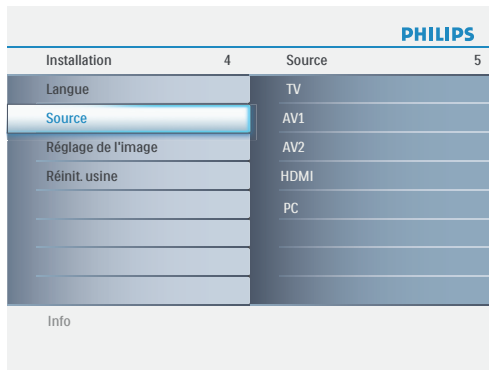 PHILIPS
Installation 4 Source 5
Langue TV
Source AV1
Réglage de l'image AV2
Réinit. usine HDMI
PC
Info